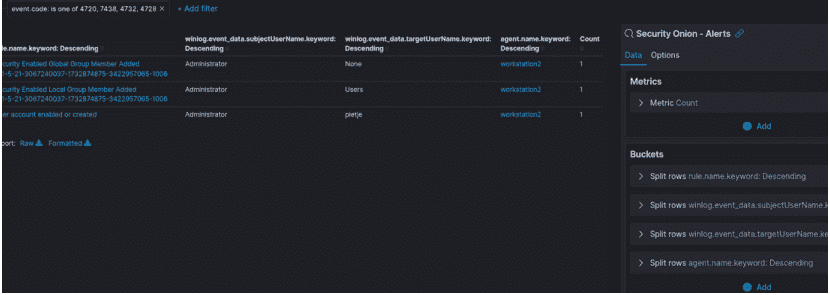 event.code: is one of 4720, 7438, 4732, 4728 × + Add filter
Security Onion - Alerts
Data Options
le.name.keyword: Descending winlog.event_data.subjectUserName.keyword: Descending winlog.event_data.targetUserName.keyword: Descending agent.name.keyword: Descending Count
curity Enabled Global Group Member Added Administrator None workstation2 1
1-5-21-3067240037-1732874875-3422957065-1006
curity Enabled Local Group Member Added Administrator Users workstation2 1
1-5-21-3067240037-1732874875-3422957065-1006
er account enabled or created Administrator pietje workstation2 1
port: Raw Formatted
Metrics
Metric Count
Add
Buckets
Split rows rule.name.keyword: Descending
Split rows winlog.event_data.subjectUserName.k
Split rows winlog.event_data.targetUserName.ke
Split rows agent.name.keyword: Descending
Add